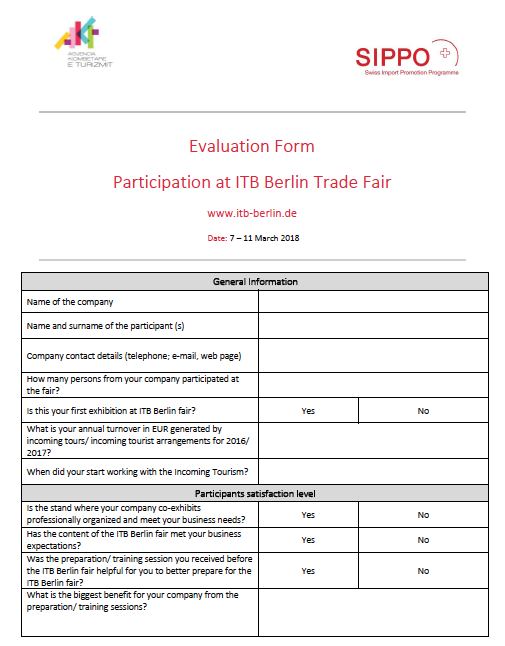 AKT
AGJENCIA
KOMBËTARE
E TURIZMIT
SIPPO
Swiss Import Promotion Programme
Evaluation Form
Participation at ITB Berlin Trade Fair
www.itb-berlin.de
Date: 7 – 11 March 2018
General Information
Name of the company
Name and surname of the participant (s)
Company contact details (telephone; e-mail, web page)
How many persons from your company participated at
the fair?
Is this your first exhibition at ITB Berlin fair? Yes No
What is your annual turnover in EUR generated by
incoming tours/ incoming tourist arrangements for 2016/
2017?
When did your start working with the Incoming Tourism?
Participants satisfaction level
Is the stand where your company co-exhibits
professionally organized and meet your business needs? Yes No
Has the content of the ITB Berlin fair met your business
expectations? Yes No
Was the preparation/ training session you received before
the ITB Berlin fair helpful for you to better prepare for the Yes No
ITB Berlin fair?
What is the biggest benefit for your company from the
preparation/ training sessions?